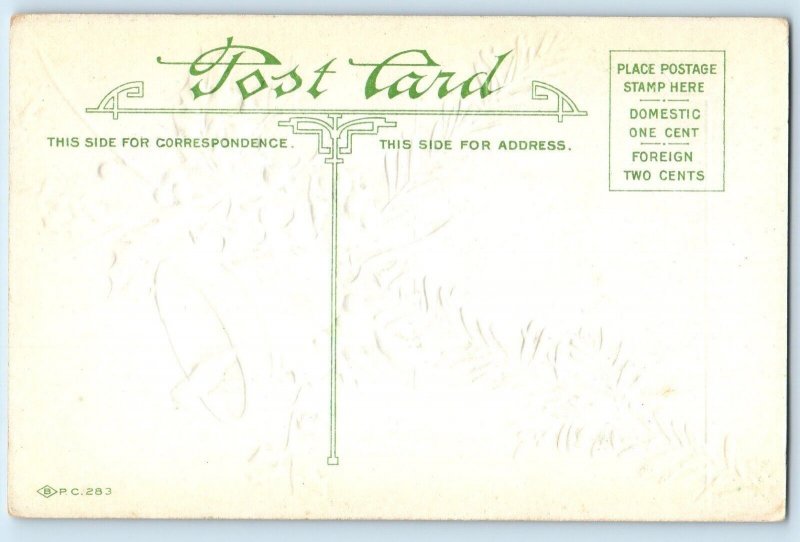 Post Card
THIS SIDE FOR CORRESPONDENCE.
THIS SIDE FOR ADDRESS.
PLACE POSTAGE
STAMP HERE
DOMESTIC
ONE CENT
FOREIGN
TWO CENTS
B P.C. 283